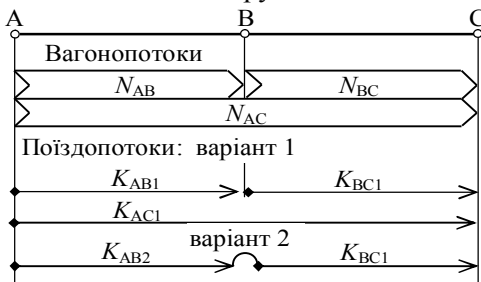 A B C
Вагонопотоки
N_AB N_BC
N_AC
Поїздопотоки: варіант 1
K_AB1 K_BC1
K_AC1
варіант 2
K_AB2 K_BC1